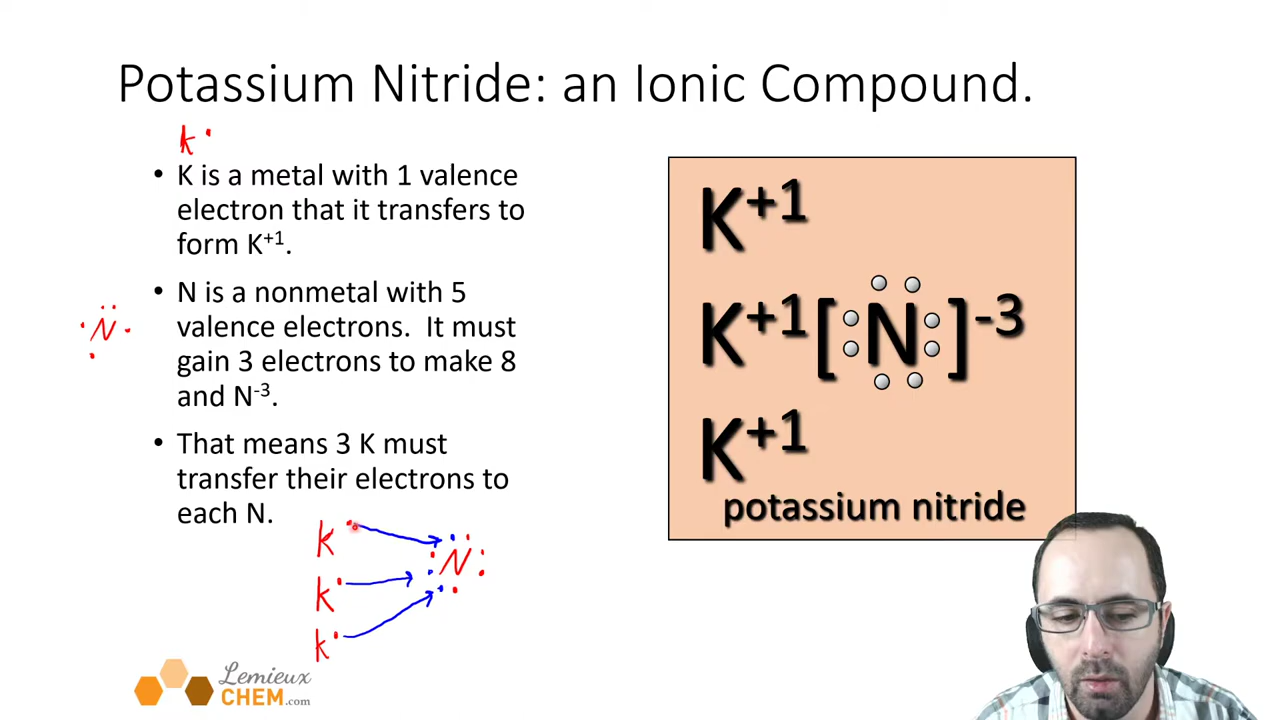 Potassium Nitride: an Ionic Compound.
K
• K is a metal with 1 valence
electron that it transfers to
form K+1.
• N is a nonmetal with 5
valence electrons. It must
gain 3 electrons to make 8
and N-3.
N
• That means 3 K must
transfer their electrons to
each N.
K
K
K
N
K+1
K+1[N]-3
K+1
potassium nitride
Lemieux
CHEM.com